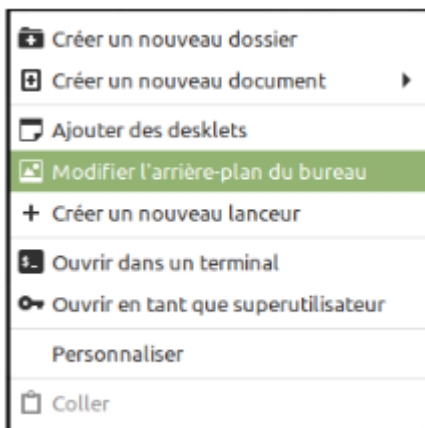 Créer un nouveau dossier
Créer un nouveau document
Ajouter des desklets
Modifier l'arrière-plan du bureau
Créer un nouveau lanceur
Ouvrir dans un terminal
Ouvrir en tant que superutilisateur
Personnaliser
Coller